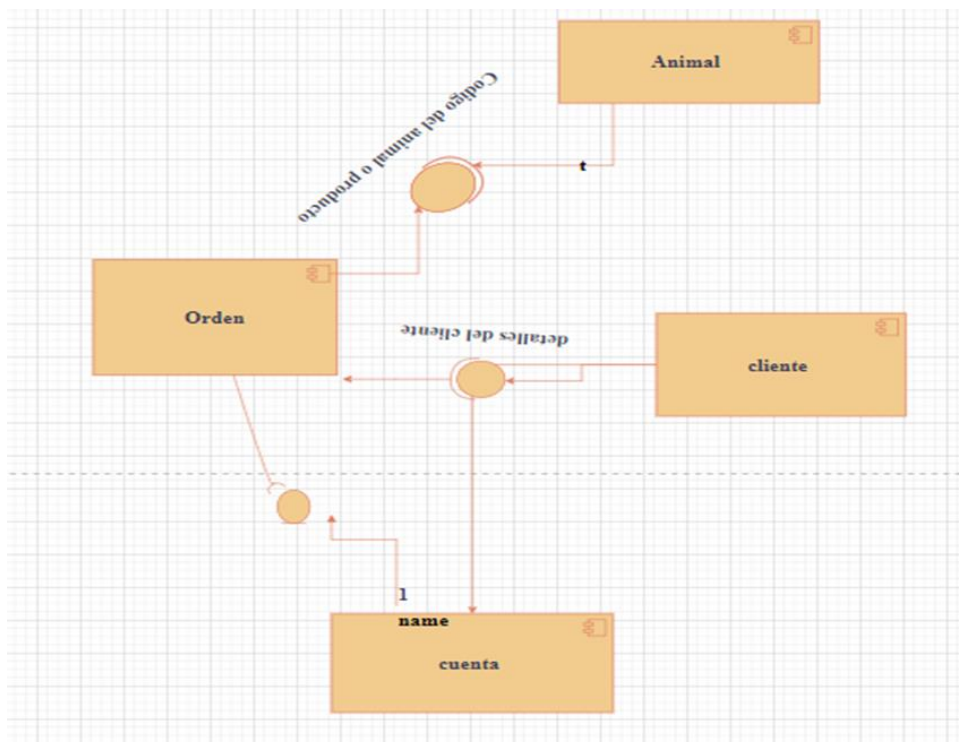 Animal
Codigo del animal o producto
t
Orden
detalles del cliente
cliente
1
name
cuenta